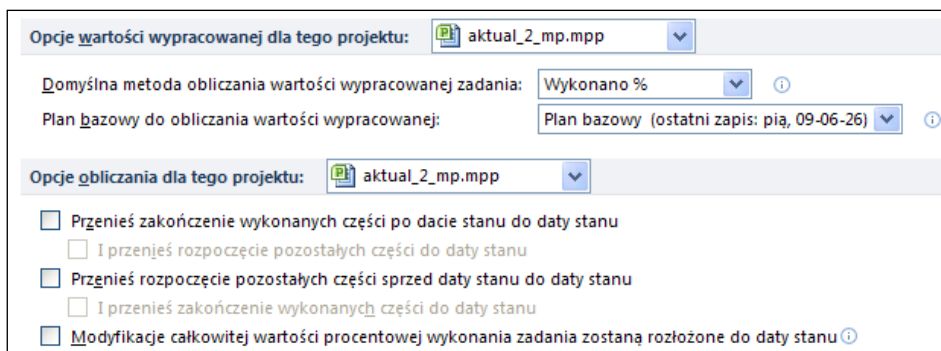 Opcje wartości wypracowanej dla tego projektu: aktual_2_mp.mpp
Domyślna metoda obliczania wartości wypracowanej zadania: Wykonano %
Plan bazowy do obliczania wartości wypracowanej: Plan bazowy (ostatni zapis: pią, 09-06-26)
Opcje obliczania dla tego projektu: aktual_2_mp.mpp
Przenieś zakończenie wykonanych części po dacie stanu do daty stanu
I przenieś rozpoczęcie pozostałych części do daty stanu
Przenieś rozpoczęcie pozostałych części sprzed daty stanu do daty stanu
I przenieś zakończenie wykonanych części do daty stanu
Modyfikacje całkowitej wartości procentowej wykonania zadania zostaną rozłożone do daty stanu